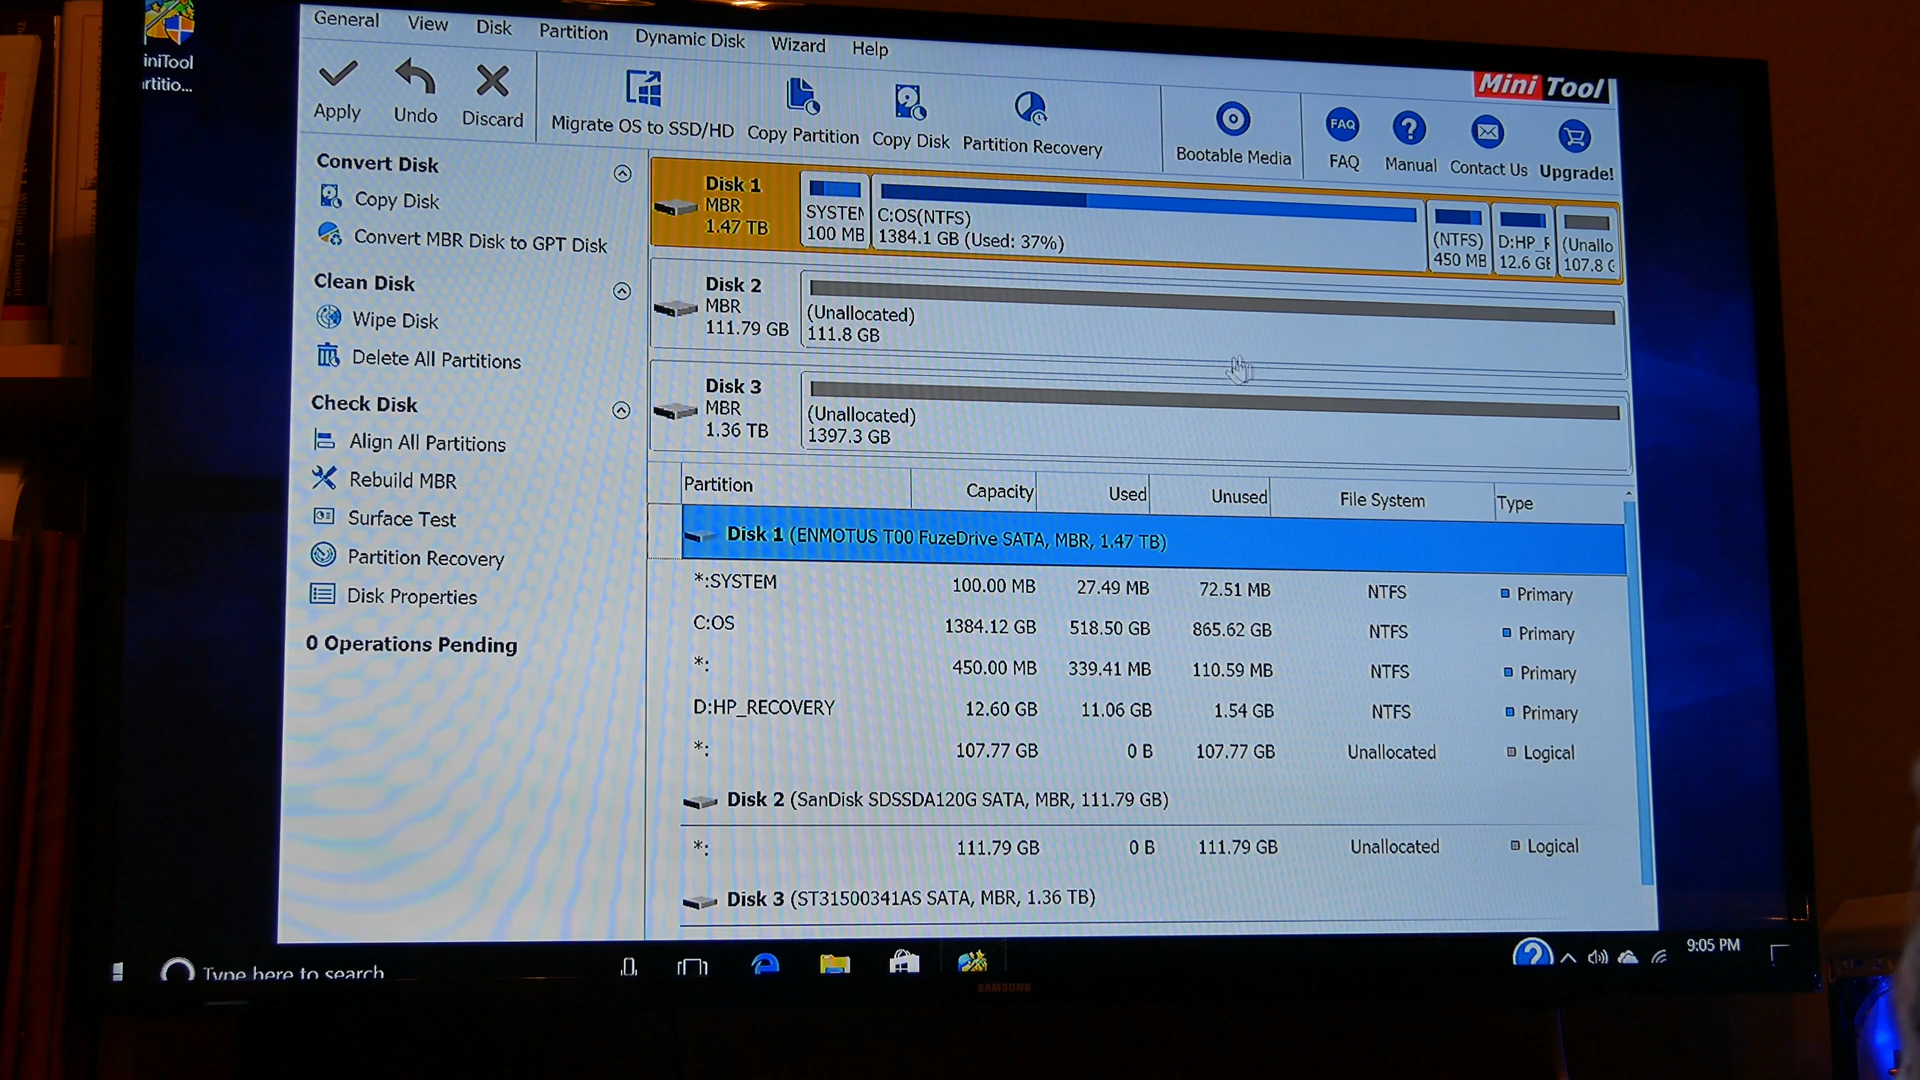 General View Disk Partition Dynamic Disk Wizard Help
Mini Tool
iniTool
rtitio...
Apply Undo Discard Migrate OS to SSD/HD Copy Partition Copy Disk Partition Recovery Bootable Media FAQ FAQ Manual Contact Us Upgrade!
Convert Disk
Copy Disk
Convert MBR Disk to GPT Disk
Clean Disk
Wipe Disk
Delete All Partitions
Check Disk
Align All Partitions
Rebuild MBR
Surface Test
Partition Recovery
Disk Properties
0 Operations Pending
Disk 1
MBR
1.47 TB
SYSTEM
100 MB
C:OS(NTFS)
1384.1 GB (Used: 37%)
(NTFS)
450 MB
D:HP_F
12.6 GB
(Unallo
107.8 G
Disk 2
MBR
111.79 GB
(Unallocated)
111.8 GB
Disk 3
MBR
1.36 TB
(Unallocated)
1397.3 GB
Partition Capacity Used Unused File System Type
Disk 1 (ENMOTUS T00 FuzeDrive SATA, MBR, 1.47 TB)
*:SYSTEM 100.00 MB 27.49 MB 72.51 MB NTFS Primary
C:OS 1384.12 GB 518.50 GB 865.62 GB NTFS Primary
*: 450.00 MB 339.41 MB 110.59 MB NTFS Primary
D:HP_RECOVERY 12.60 GB 11.06 GB 1.54 GB NTFS Primary
*: 107.77 GB 0 B 107.77 GB Unallocated Logical
Disk 2 (SanDisk SDSSDA120G SATA, MBR, 111.79 GB)
*: 111.79 GB 0 B 111.79 GB Unallocated Logical
Disk 3 (ST31500341AS SATA, MBR, 1.36 TB)
Type here to search
9:05 PM
SAMSUNG